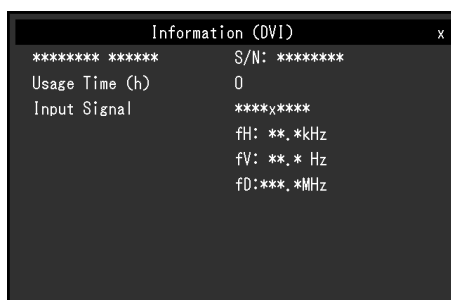 Information (DVI) x
******** ****** S/N: ********
Usage Time (h) 0
Input Signal ****x****
fH: **.*kHz
fV: **.* Hz
fD:***.*MHz